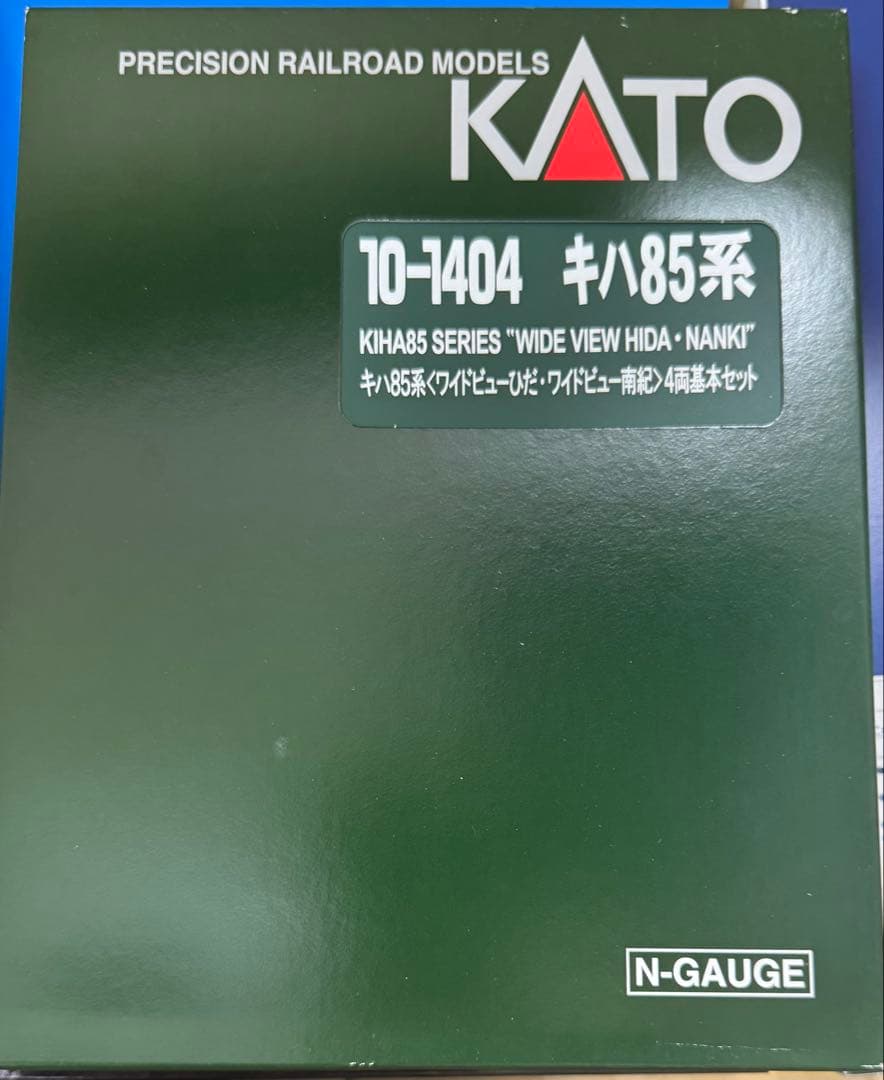 PRECISION RAILROAD MODELS
KATO
10-1404 キハ85系
KIHA85 SERIES "WIDE VIEW HIDA・NANKI"
キハ85系〈ワイドビューひだ・ワイドビュー南紀〉4両基本セット
N-GAUGE